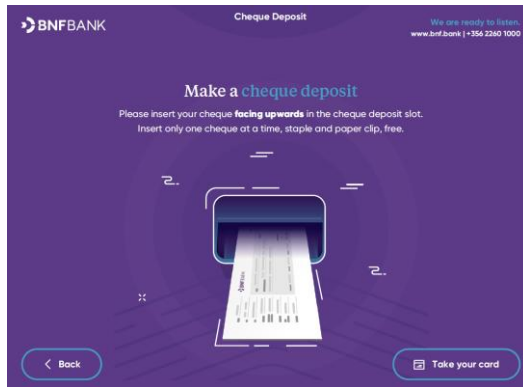 BNFBANK
Cheque Deposit
We are ready to listen.
www.bnf.bank | +356 2260 1000
Make a cheque deposit
Please insert your cheque facing upwards in the cheque deposit slot.
Insert only one cheque at a time, staple and paper clip, free.
Back
Take your card